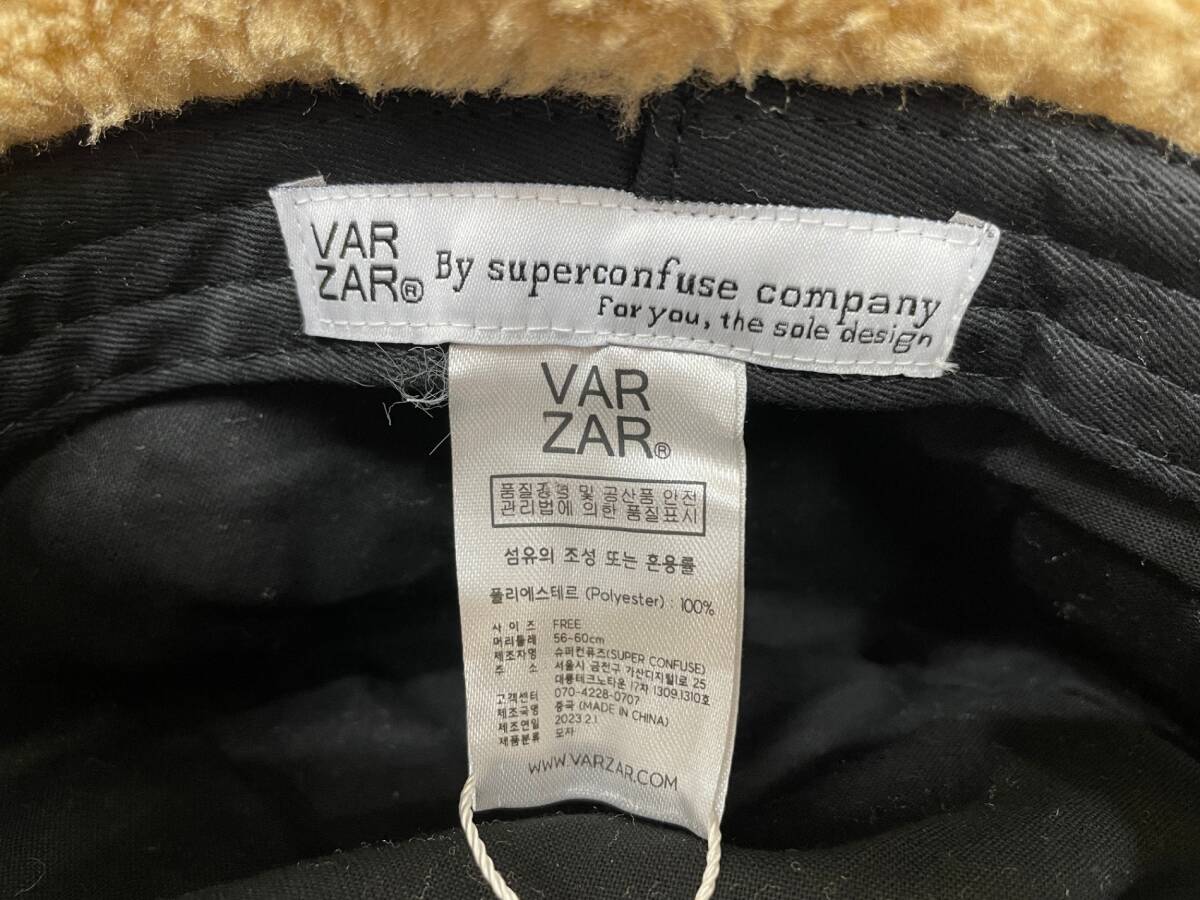 VAR
ZAR® By superconfuse company
For you, the sole design
VAR
ZAR®
품질경영 및 공산품 안전
관리법에 의한 품질표시
섬유의 조성 또는 혼용률
폴리에스테르 (Polyester) : 100%
사 이 즈 FREE
머리둘레 56-60cm
제조자명 슈퍼컨퓨즈(SUPER CONFUSE)
주 소 서울시 금천구 가산디지털1로 25
대륭테크노타운 17차 1309,1310호
고객센터 070-4228-0707
제조국명 중국 (MADE IN CHINA)
제조연일 2023.2.1
제품분류 모자
WWW.VARZAR.COM